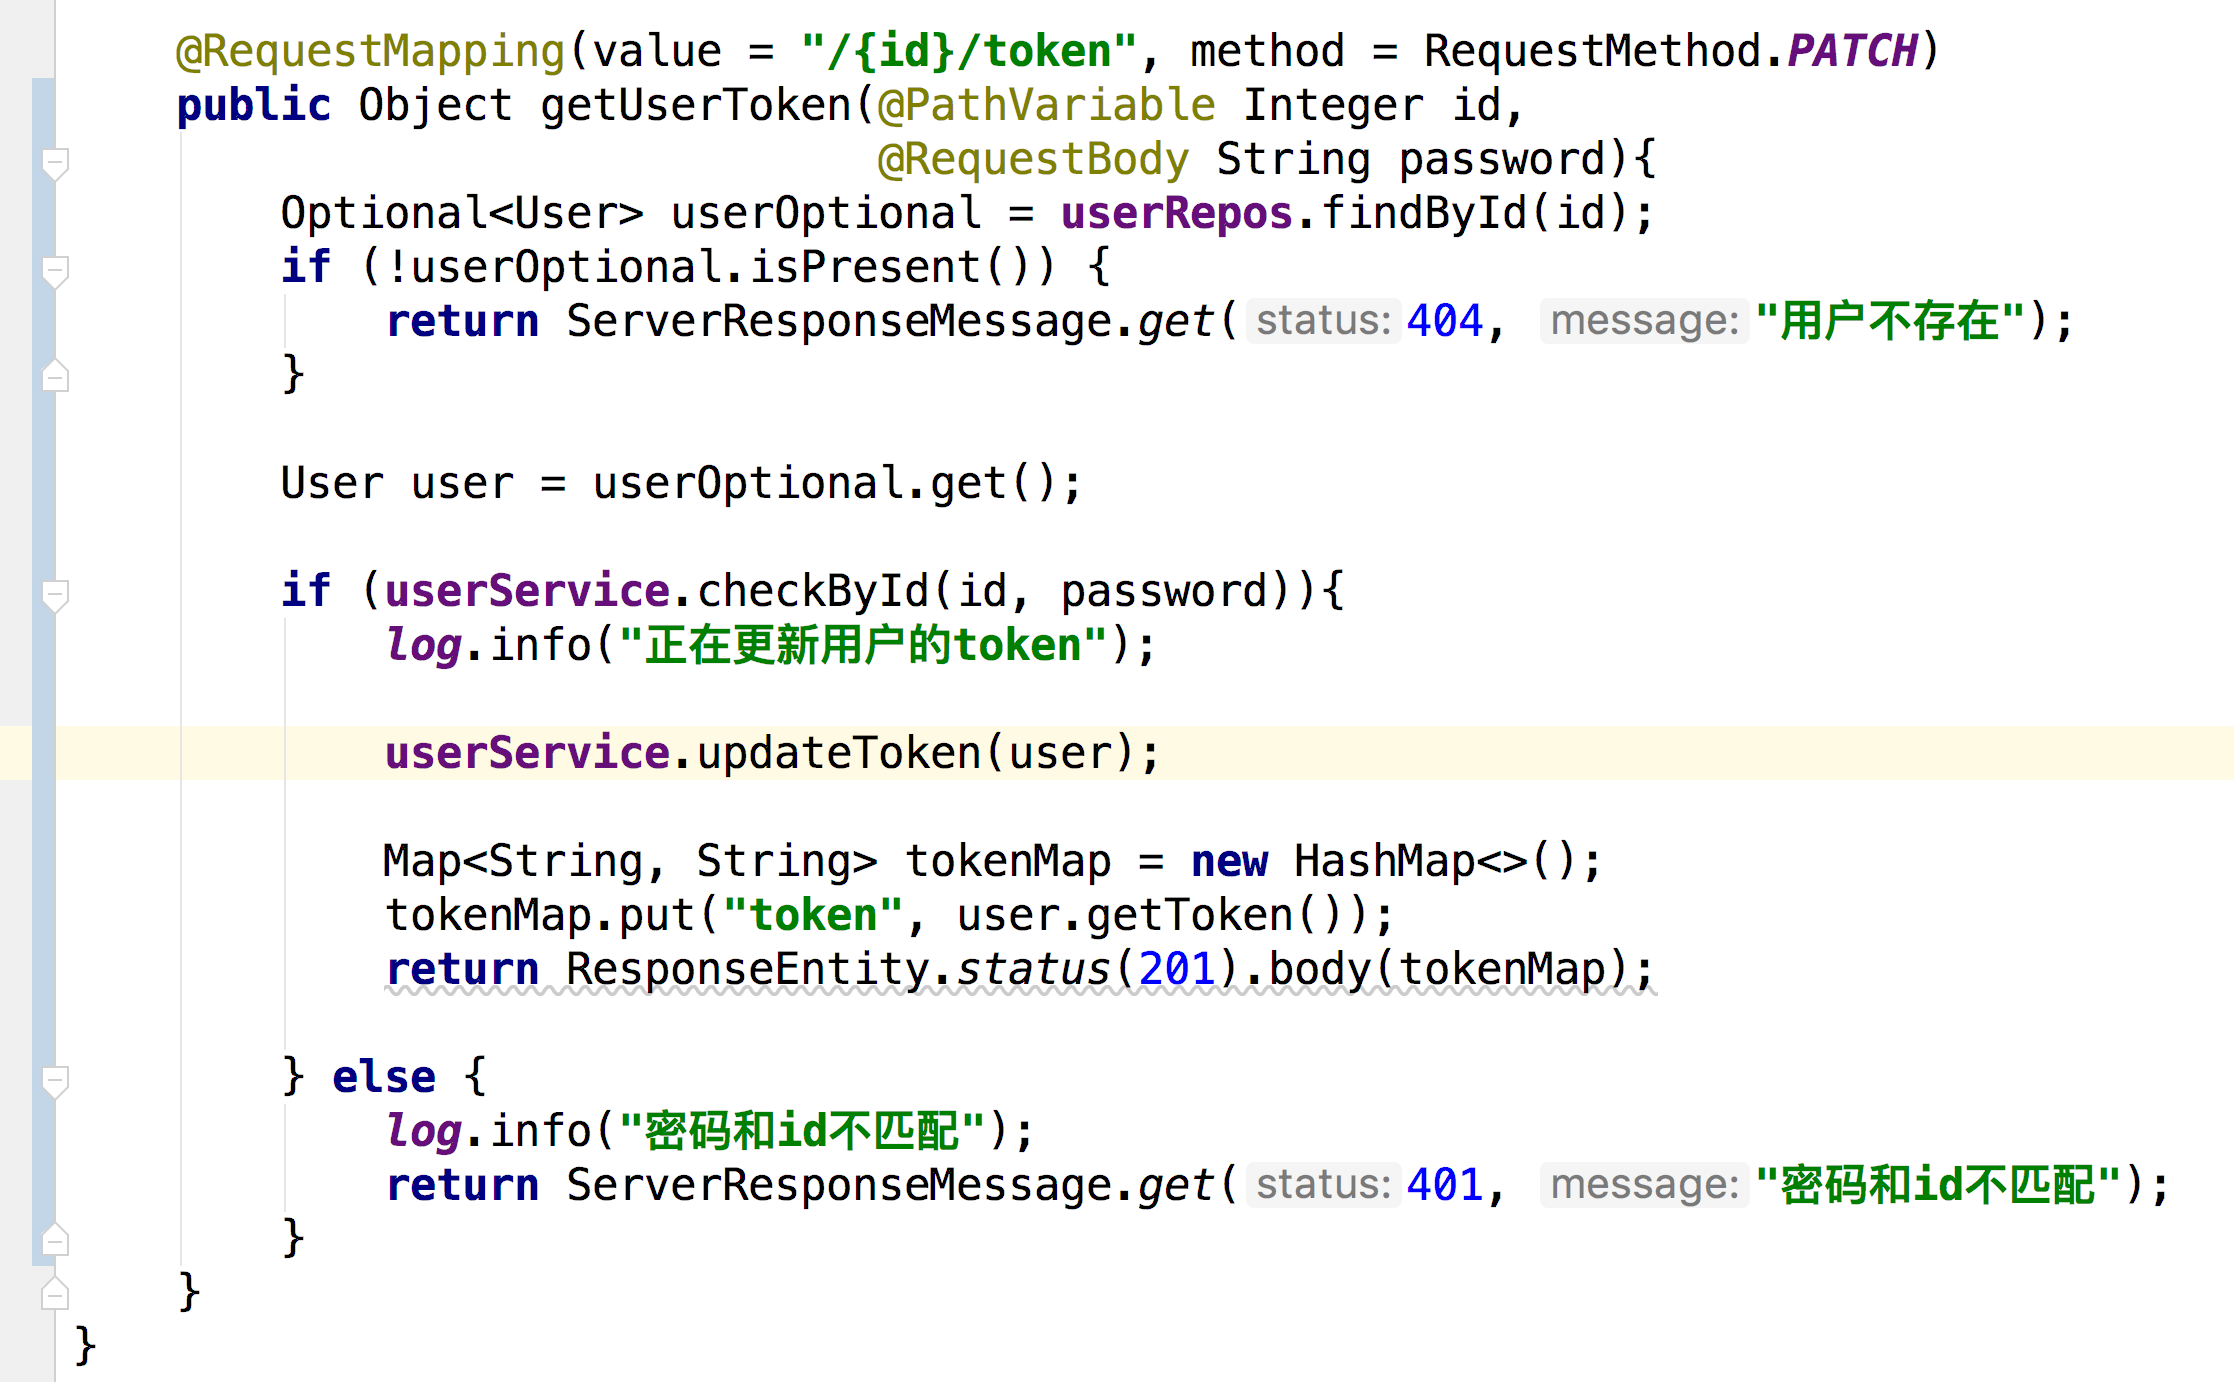 @RequestMapping(value = "/{id}/token", method = RequestMethod.PATCH)
public Object getUserToken(@PathVariable Integer id,
@RequestBody String password){
Optional<User> userOptional = userRepos.findById(id);
if (!userOptional.isPresent()) {
return ServerResponseMessage.get( status: 404, message: "用户不存在");
}
User user = userOptional.get();
if (userService.checkById(id, password)){
log.info("正在更新用户的token");
userService.updateToken(user);
Map<String, String> tokenMap = new HashMap<>();
tokenMap.put("token", user.getToken());
return ResponseEntity.status(201).body(tokenMap);
} else {
log.info("密码和id不匹配");
return ServerResponseMessage.get( status: 401, message: "密码和id不匹配");
}
}
}